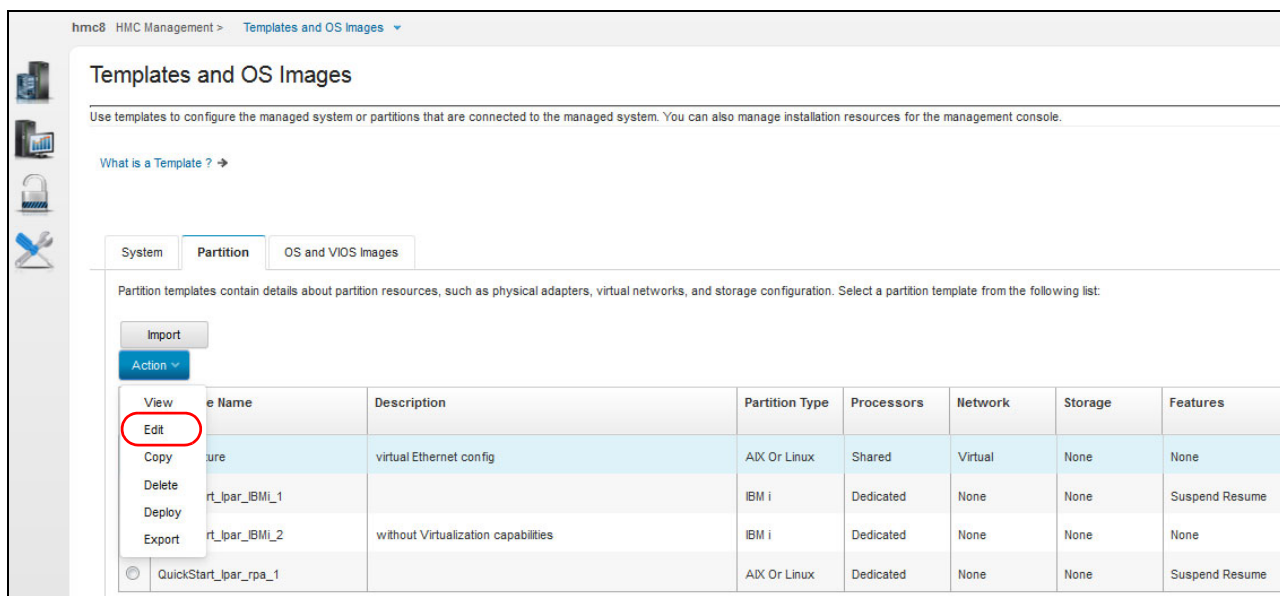 hmc8 HMC Management > Templates and OS Images
Templates and OS Images
Use templates to configure the managed system or partitions that are connected to the managed system. You can also manage installation resources for the management console.
What is a Template ? →
System Partition OS and VIOS Images
Partition templates contain details about partition resources, such as physical adapters, virtual networks, and storage configuration. Select a partition template from the following list:
Import
Action
View
Edit
Copy
Delete
Deploy
Export
e Name Description Partition Type Processors Network Storage Features
ture virtual Ethernet config AIX Or Linux Shared Virtual None None
rt_lpar_IBMi_1 IBM i Dedicated None None Suspend Resume
rt_lpar_IBMi_2 without Virtualization capabilities IBM i Dedicated None None None
QuickStart_lpar_rpa_1 AIX Or Linux Dedicated None None Suspend Resume